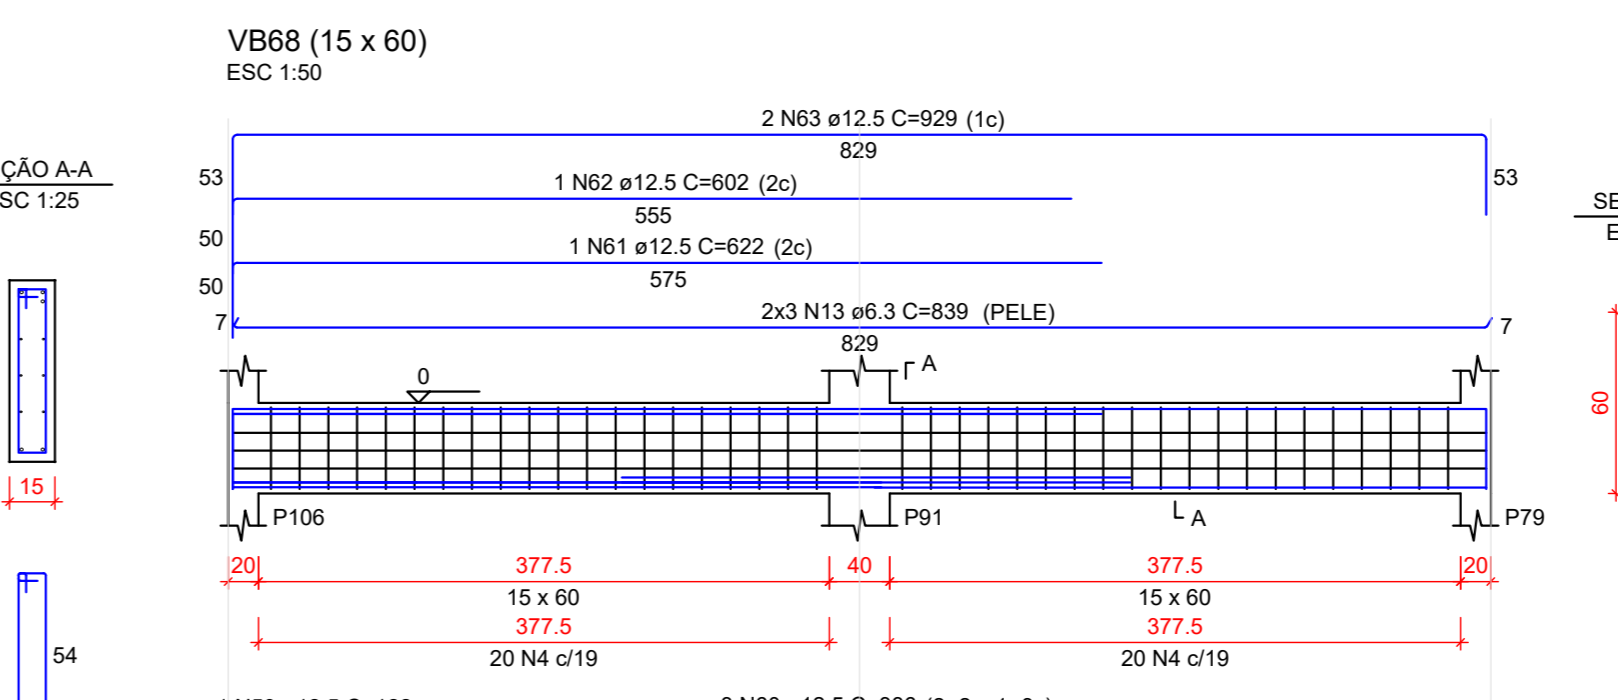 VB68 (15 x 60)
ESC 1:50
2 N63 ø12.5 C=929 (1c)
829
ÇÃO A-A
SC 1:25
53
53
1 N62 ø12.5 C=602 (2c)
555
SE
E
50
1 N61 ø12.5 C=622 (2c)
575
50
2x3 N13 ø6.3 C=839 (PELE)
7
7
829
A
0
60
15
P106
P91
A
P79
20
377.5
40
377.5
20
15 x 60
15 x 60
377.5
377.5
54
20 N4 c/19
20 N4 c/19